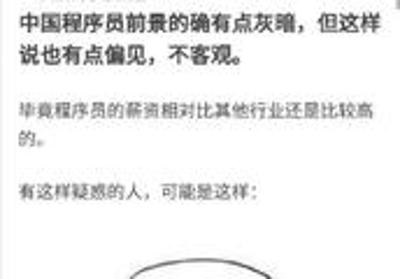 中国程序员前景的确有点灰暗，但这样
说也有点偏见，不客观。
毕竟程序员的薪资相对比其他行业还是比较高
的。
有这样疑惑的人，可能是这样：